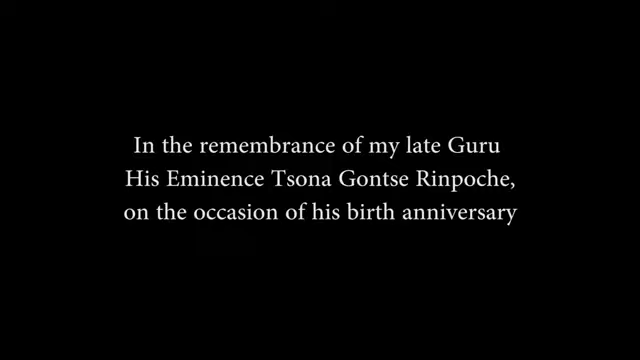 In the remembrance of my late Guru
His Eminence Tsona Gontse Rinpoche,
on the occasion of his birth anniversary